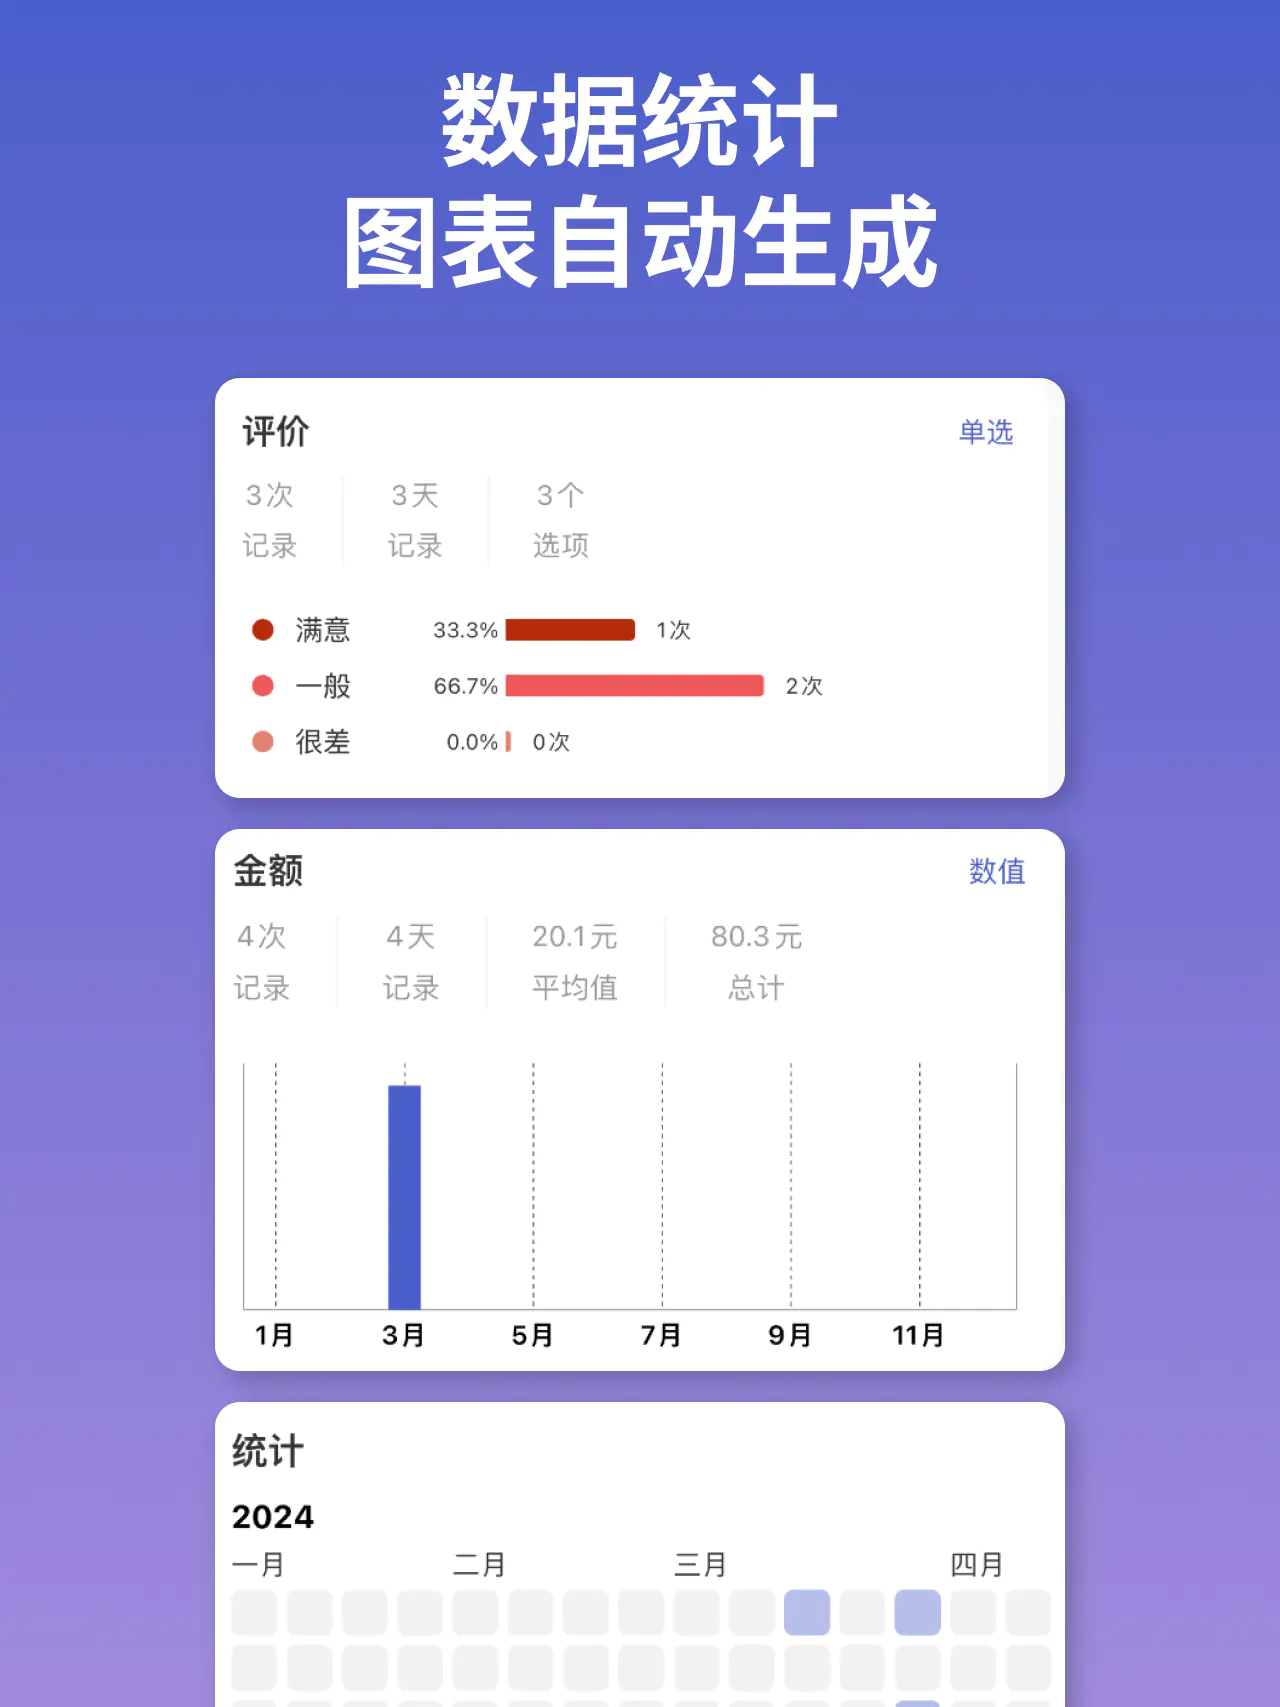 数据统计
图表自动生成
评价 单选
3次 3天 3个
记录 记录 选项
满意 33.3% 1次
一般 66.7% 2次
很差 0.0% 0次
金额 数值
4次 4天 20.1元 80.3元
记录 记录 平均值 总计
1月 3月 5月 7月 9月 11月
统计
2024
一月 二月 三月 四月